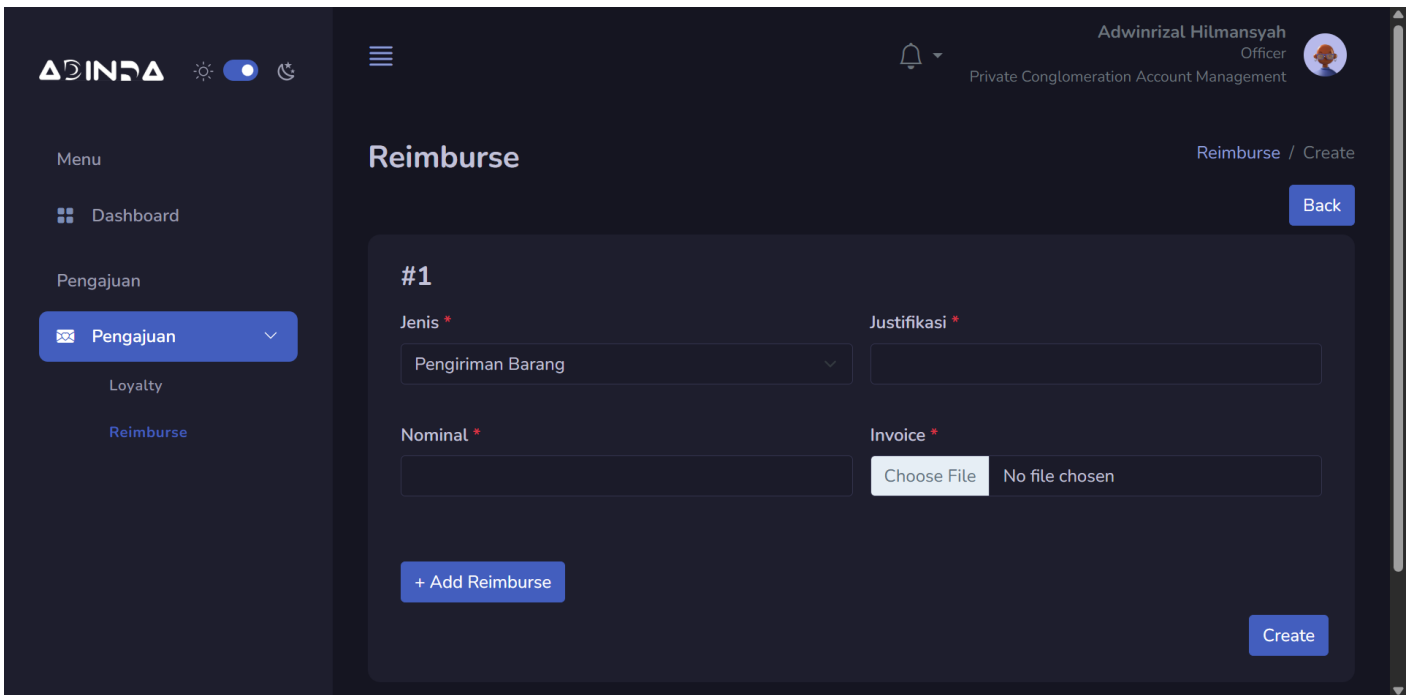 ADINDA
Adwinrizal Hilmansyah
Officer
Private Conglomeration Account Management
Menu
Dashboard
Pengajuan
Pengajuan
Loyalty
Reimburse
Reimburse
Reimburse / Create
Back
#1
Jenis *
Justifikasi *
Pengiriman Barang
Nominal *
Invoice *
Choose File No file chosen
+ Add Reimburse
Create